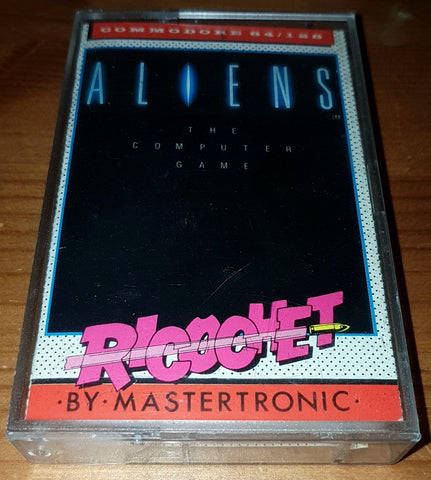 COMMODORE 64/128
ALIENS
THE
COMPUTER
GAME
RICOCHET
·BY·MASTERTRONIC·